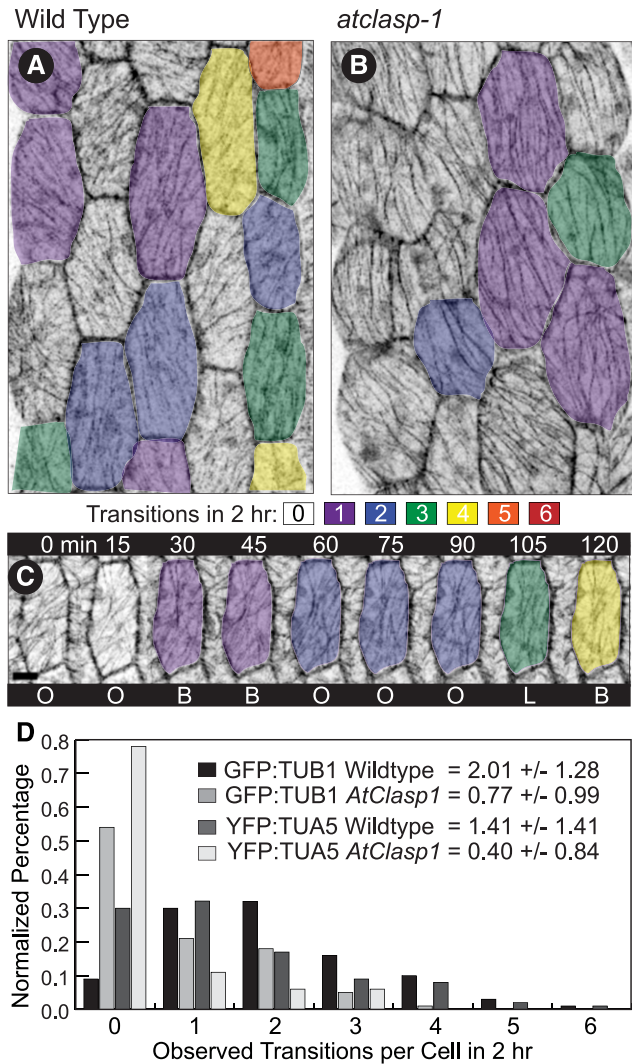 Wild Type
atclasp-1
A
B
Transitions in 2 hr: 0 1 2 3 4 5 6
0 min 15 30 45 60 75 90 105 120
C
O O B B O O O L B
D
GFP:TUB1 Wildtype = 2.01 +/- 1.28
GFP:TUB1 AtClasp1 = 0.77 +/- 0.99
YFP:TUA5 Wildtype = 1.41 +/- 1.41
YFP:TUA5 AtClasp1 = 0.40 +/- 0.84
Normalized Percentage
0.8
0.7
0.6
0.5
0.4
0.3
0.2
0.1
0.0
0 1 2 3 4 5 6
Observed Transitions per Cell in 2 hr